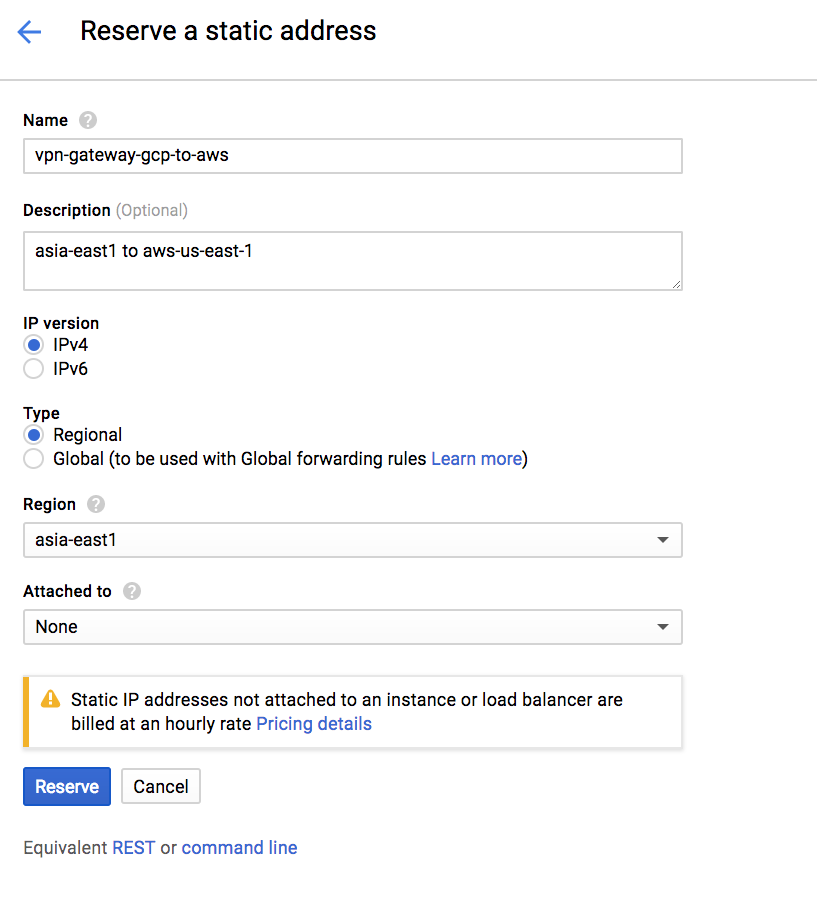 Reserve a static address
Name
vpn-gateway-gcp-to-aws
Description (Optional)
asia-east1 to aws-us-east-1
IP version
IPv4
IPv6
Type
Regional
Global (to be used with Global forwarding rules Learn more)
Region
asia-east1
Attached to
None
Static IP addresses not attached to an instance or load balancer are
billed at an hourly rate Pricing details
Reserve Cancel
Equivalent REST or command line